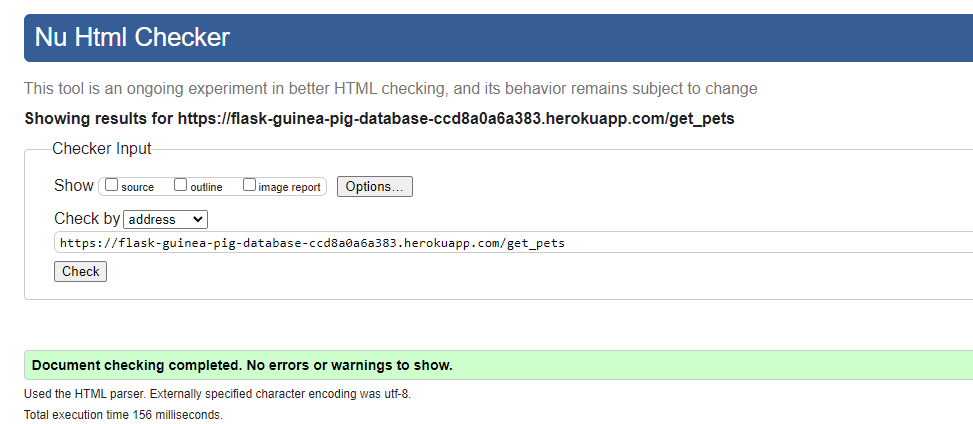 Nu Html Checker
This tool is an ongoing experiment in better HTML checking, and its behavior remains subject to change
Showing results for https://flask-guinea-pig-database-ccd8a0a6a383.herokuapp.com/get_pets
Checker Input
Show source outline image report Options...
Check by address
https://flask-guinea-pig-database-ccd8a0a6a383.herokuapp.com/get_pets
Check
Document checking completed. No errors or warnings to show.
Used the HTML parser. Externally specified character encoding was utf-8.
Total execution time 156 milliseconds.